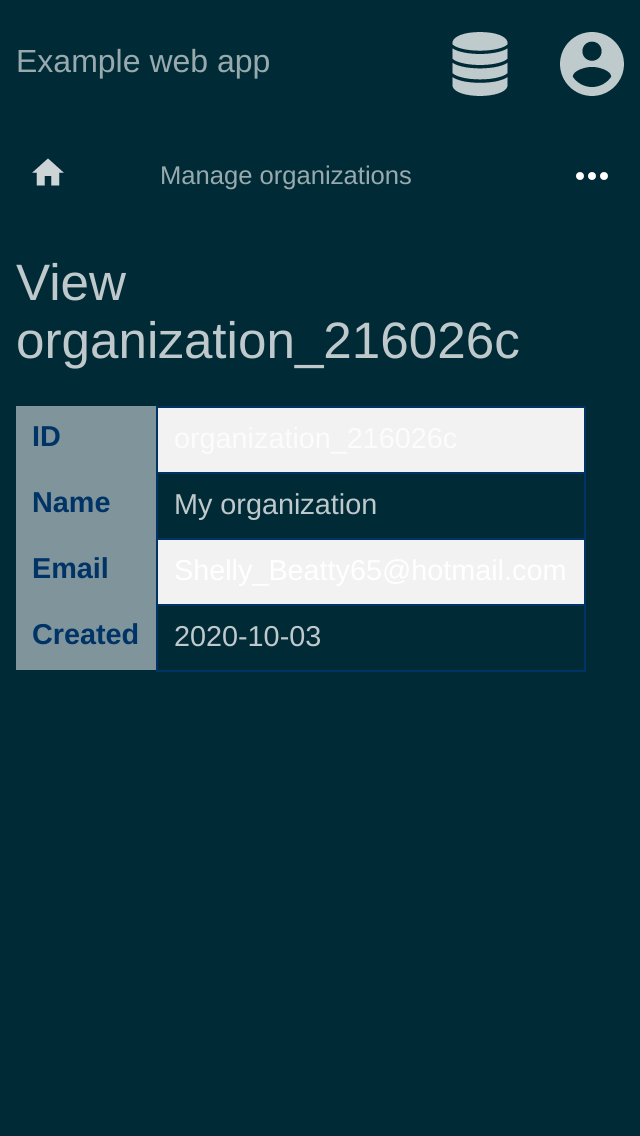 Example web app
Manage organizations
View
organization_216026c
ID organization_216026c
Name My organization
Email Shelly_Beatty65@hotmail.com
Created 2020-10-03